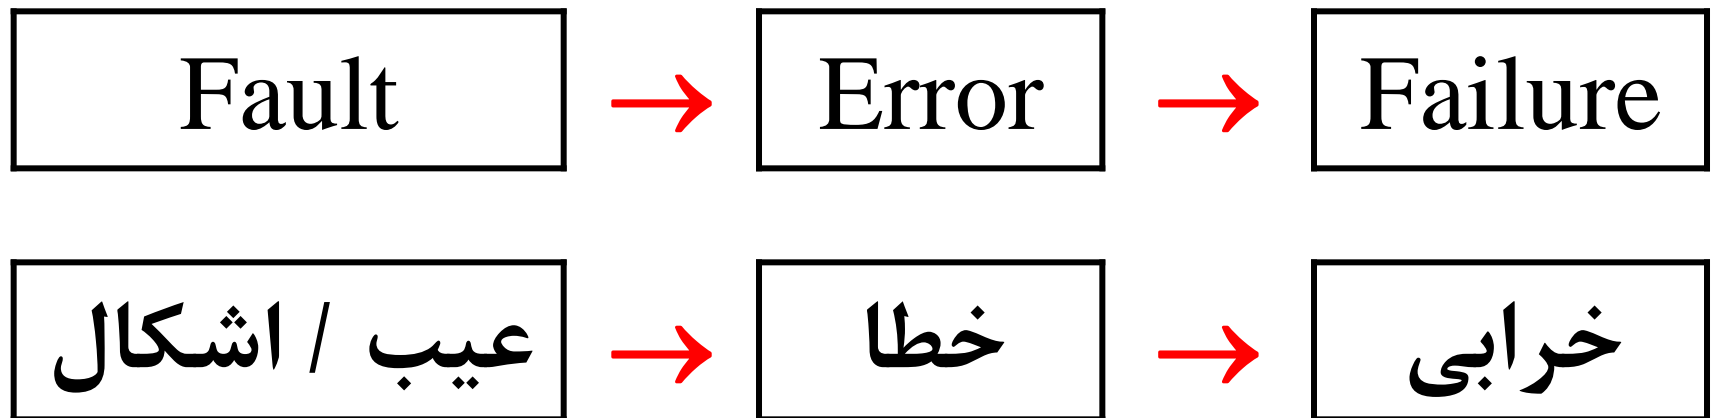 Fault → Error → Failure
عیب / اشکال → خطا → خرابی